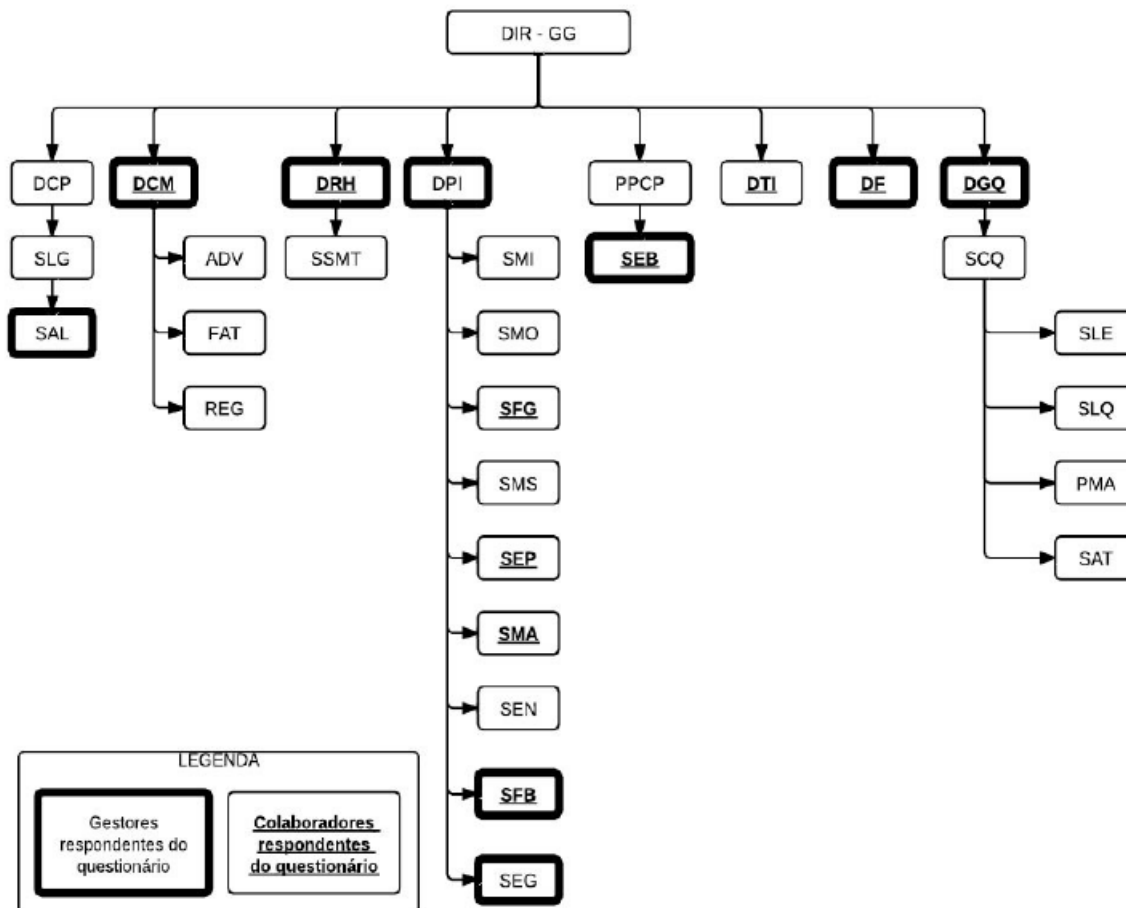 DIR - GG
DCP
DCM
DRH
DPI
PPCP
DTI
DF
DGQ
SLG
ADV
SSMT
SMI
SEB
SCQ
SAL
FAT
SMO
SLE
REG
SFG
SLQ
SMS
PMA
SEP
SAT
SMA
SEN
SFB
SEG
LEGENDA
Gestores
respondentes do
questionário
Colaboradores
respondentes
do questionário